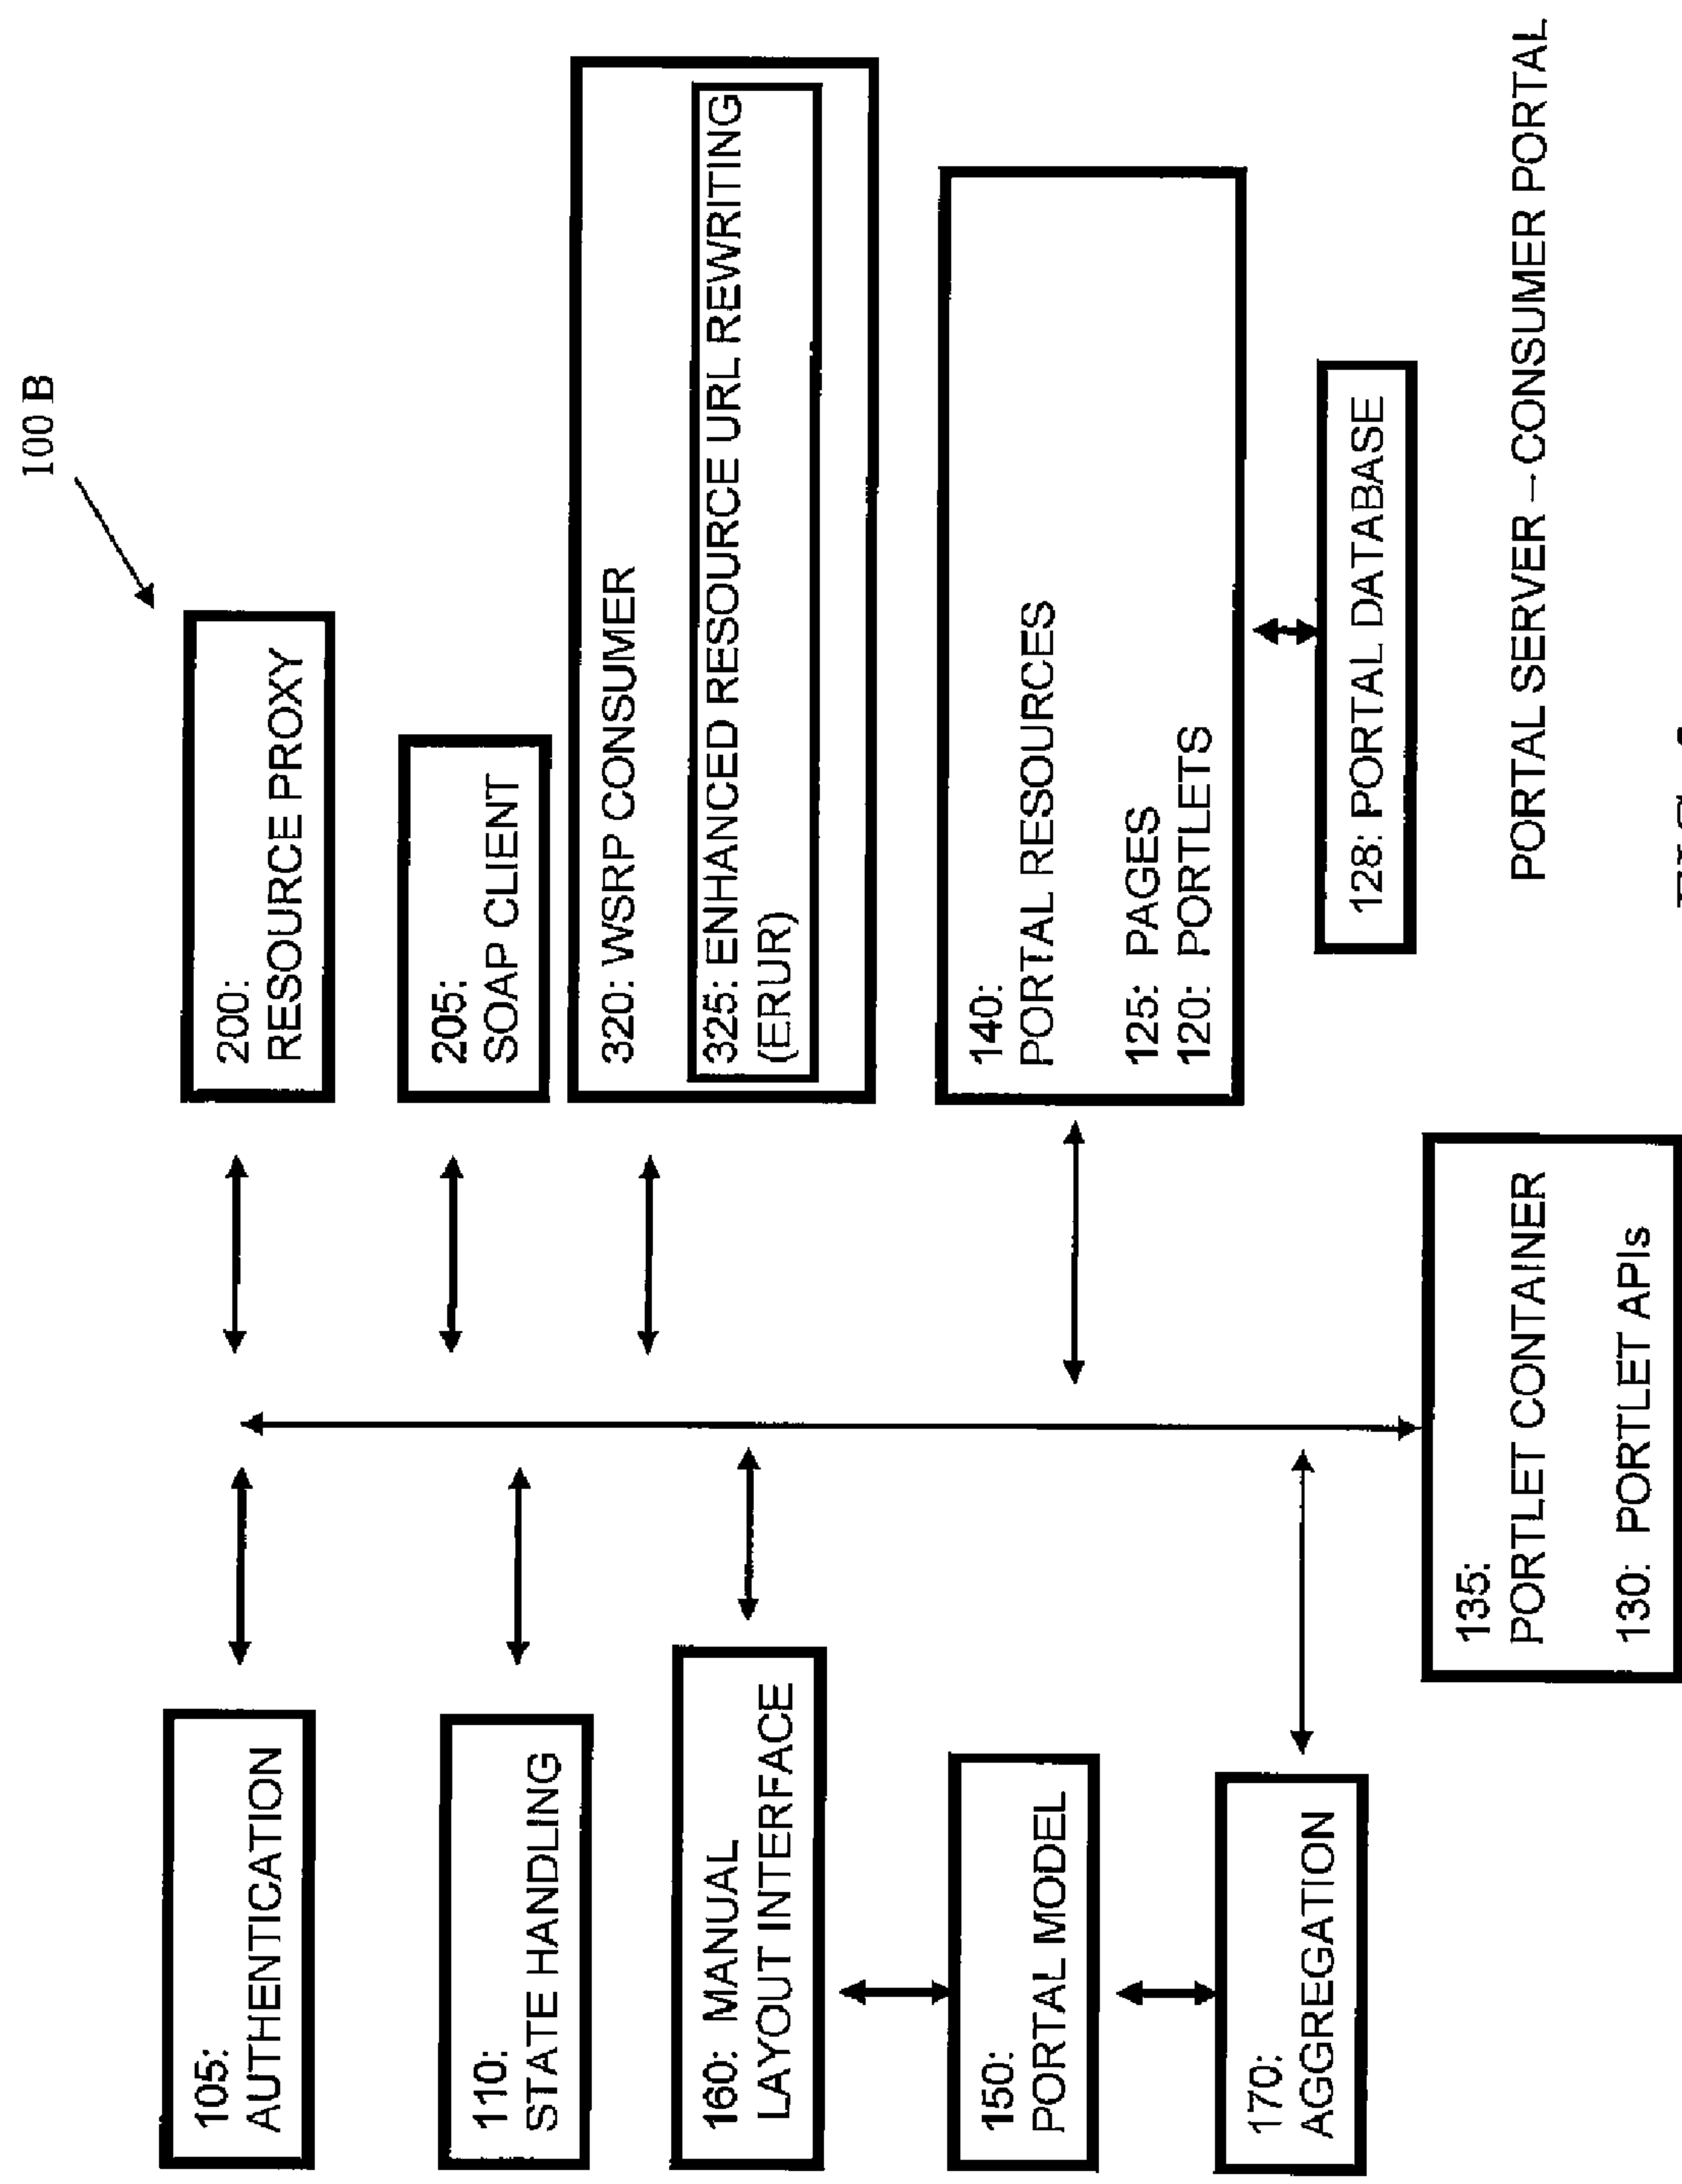 100 B
105:
AUTHENTICATION
110:
STATE HANDLING
160: MANUAL
LAYOUT INTERFACE
150:
PORTAL MODEL
170:
AGGREGATION
200:
RESOURCE PROXY
205:
SOAP CLIENT
320: WSRP CONSUMER
325: ENHANCED RESOURCE URL REWRITING
(ERUR)
140:
PORTAL RESOURCES
125: PAGES
120: PORTLETS
128: PORTAL DATABASE
135:
PORTLET CONTAINER
130: PORTLET APIs
PORTAL SERVER – CONSUMER PORTAL